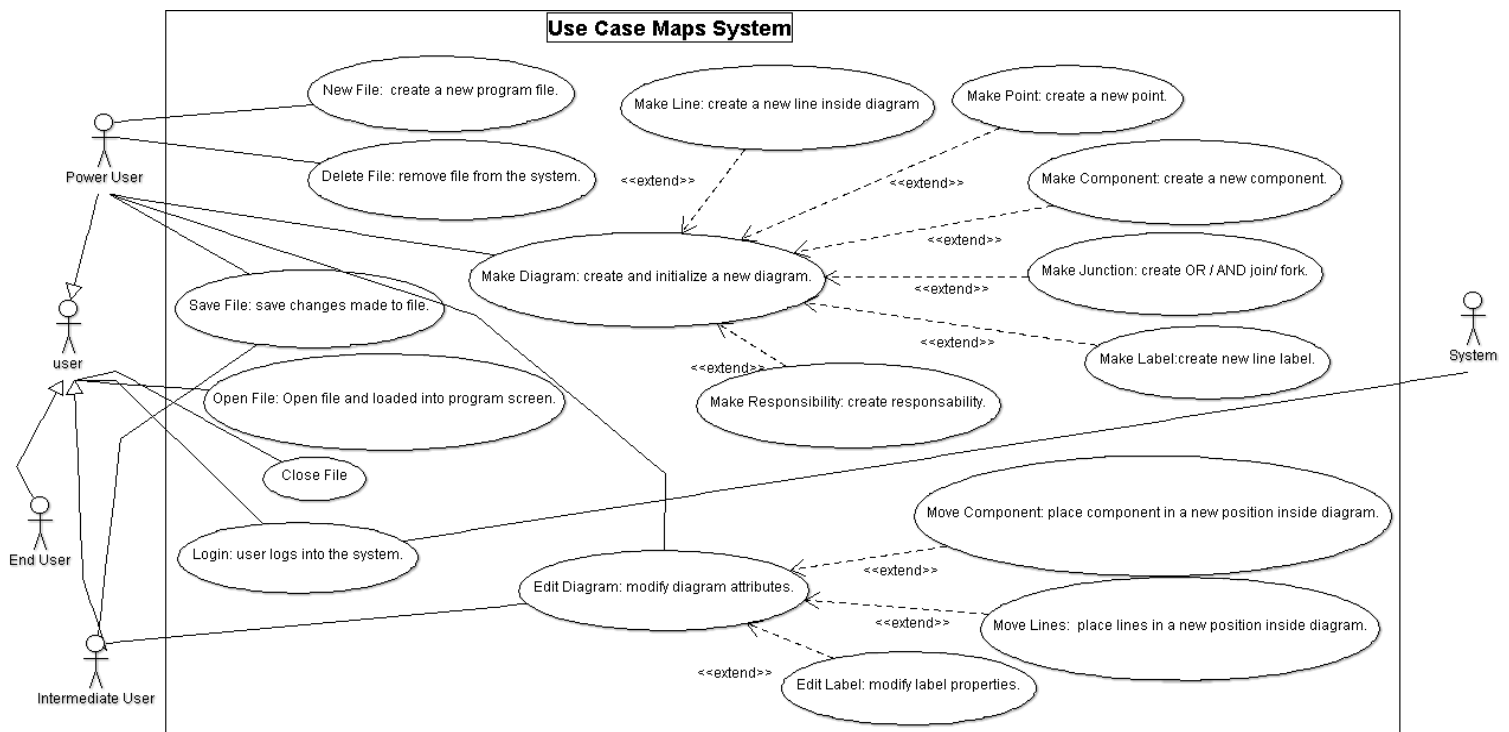 Use Case Maps System
New File: create a new program file.
Make Line: create a new line inside diagram
Make Point: create a new point.
Power User
Delete File: remove file from the system.
<<extend>>
<<extend>>
Make Component: create a new component.
<<extend>>
Make Diagram: create and initialize a new diagram.
Make Junction: create OR / AND join/ fork.
<<extend>>
Save File: save changes made to file.
<<extend>>
user
System
Make Label:create new line label.
<<extend>>
Open File: Open file and loaded into program screen.
Make Responsibility: create responsability.
Close File
Move Component: place component in a new position inside diagram.
End User
Login: user logs into the system.
<<extend>>
Edit Diagram: modify diagram attributes.
<<extend>>
Move Lines: place lines in a new position inside diagram.
<<extend>>
Edit Label: modify label properties.
Intermediate User